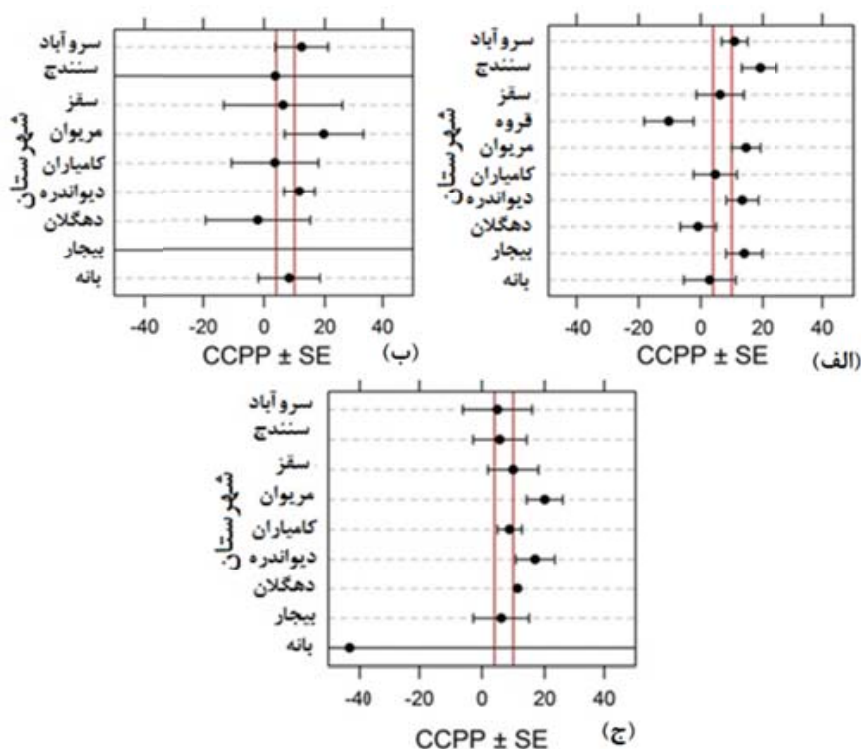 سروآباد
سنندج
سقز
قروه
مریوان
کامیاران
دیواندره
دهگلان
بیجار
بانه
شهرستان
-40 -20 0 20 40
CCPP ± SE
(الف)
سروآباد
سنندج
سقز
مریوان
کامیاران
دیواندره
دهگلان
بیجار
بانه
شهرستان
-40 -20 0 20 40
CCPP ± SE
(ب)
سروآباد
سنندج
سقز
مریوان
کامیاران
دیواندره
دهگلان
بیجار
بانه
شهرستان
-40 -20 0 20 40
CCPP ± SE
(ج)